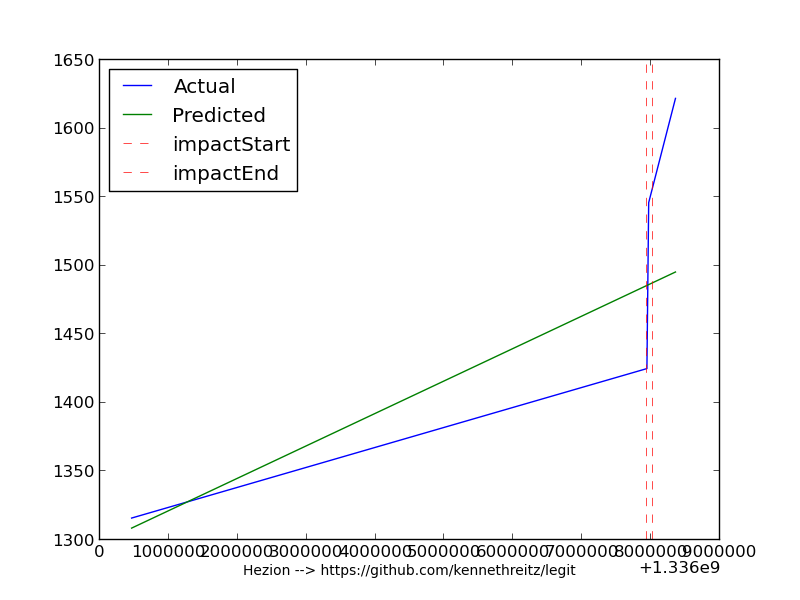 1650
Actual
Predicted
impactStart
impactEnd
1600
1550
1500
1450
1400
1350
1300
0 1000000 2000000 3000000 4000000 5000000 6000000 7000000 8000000 9000000
+1.336e9
Hezion --> https://github.com/kennethreitz/legit